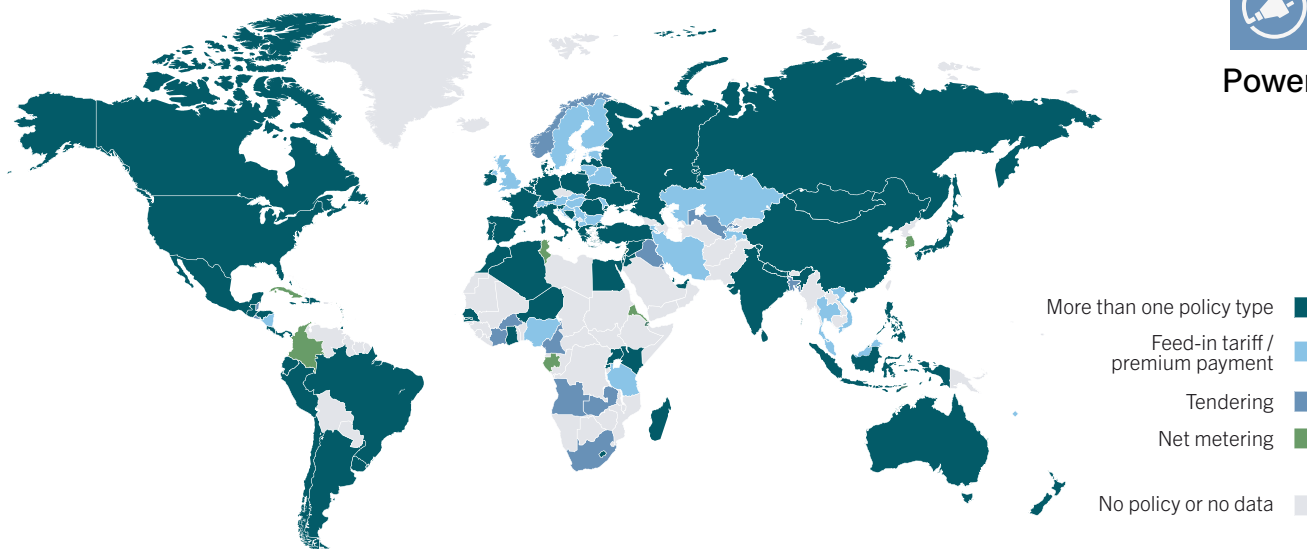 Power
More than one policy type
Feed-in tariff /
premium payment
Tendering
Net metering
No policy or no data